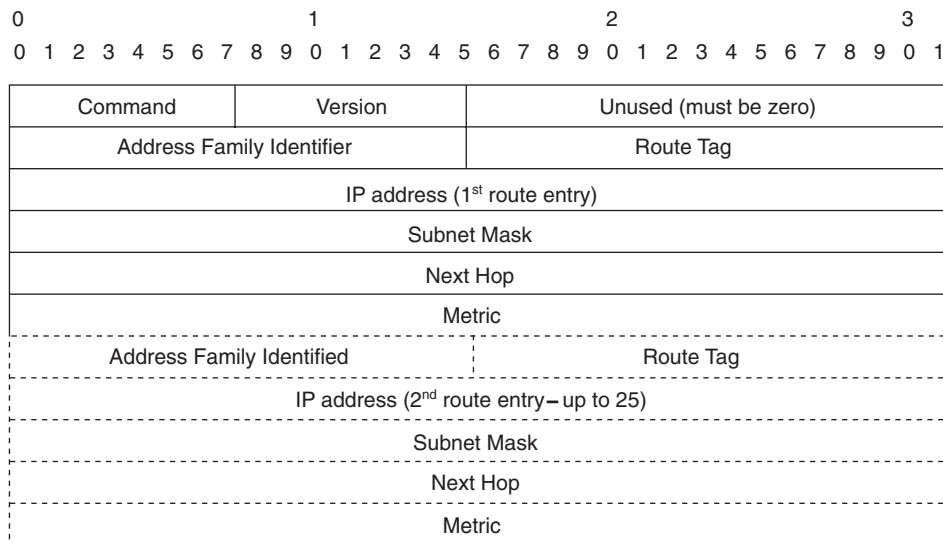 0 1 2 3
0 1 2 3 4 5 6 7 8 9 0 1 2 3 4 5 6 7 8 9 0 1 2 3 4 5 6 7 8 9 0 1
Command Version Unused (must be zero)
Address Family Identifier Route Tag
IP address (1st route entry)
Subnet Mask
Next Hop
Metric
Address Family Identified Route Tag
IP address (2nd route entry–up to 25)
Subnet Mask
Next Hop
Metric